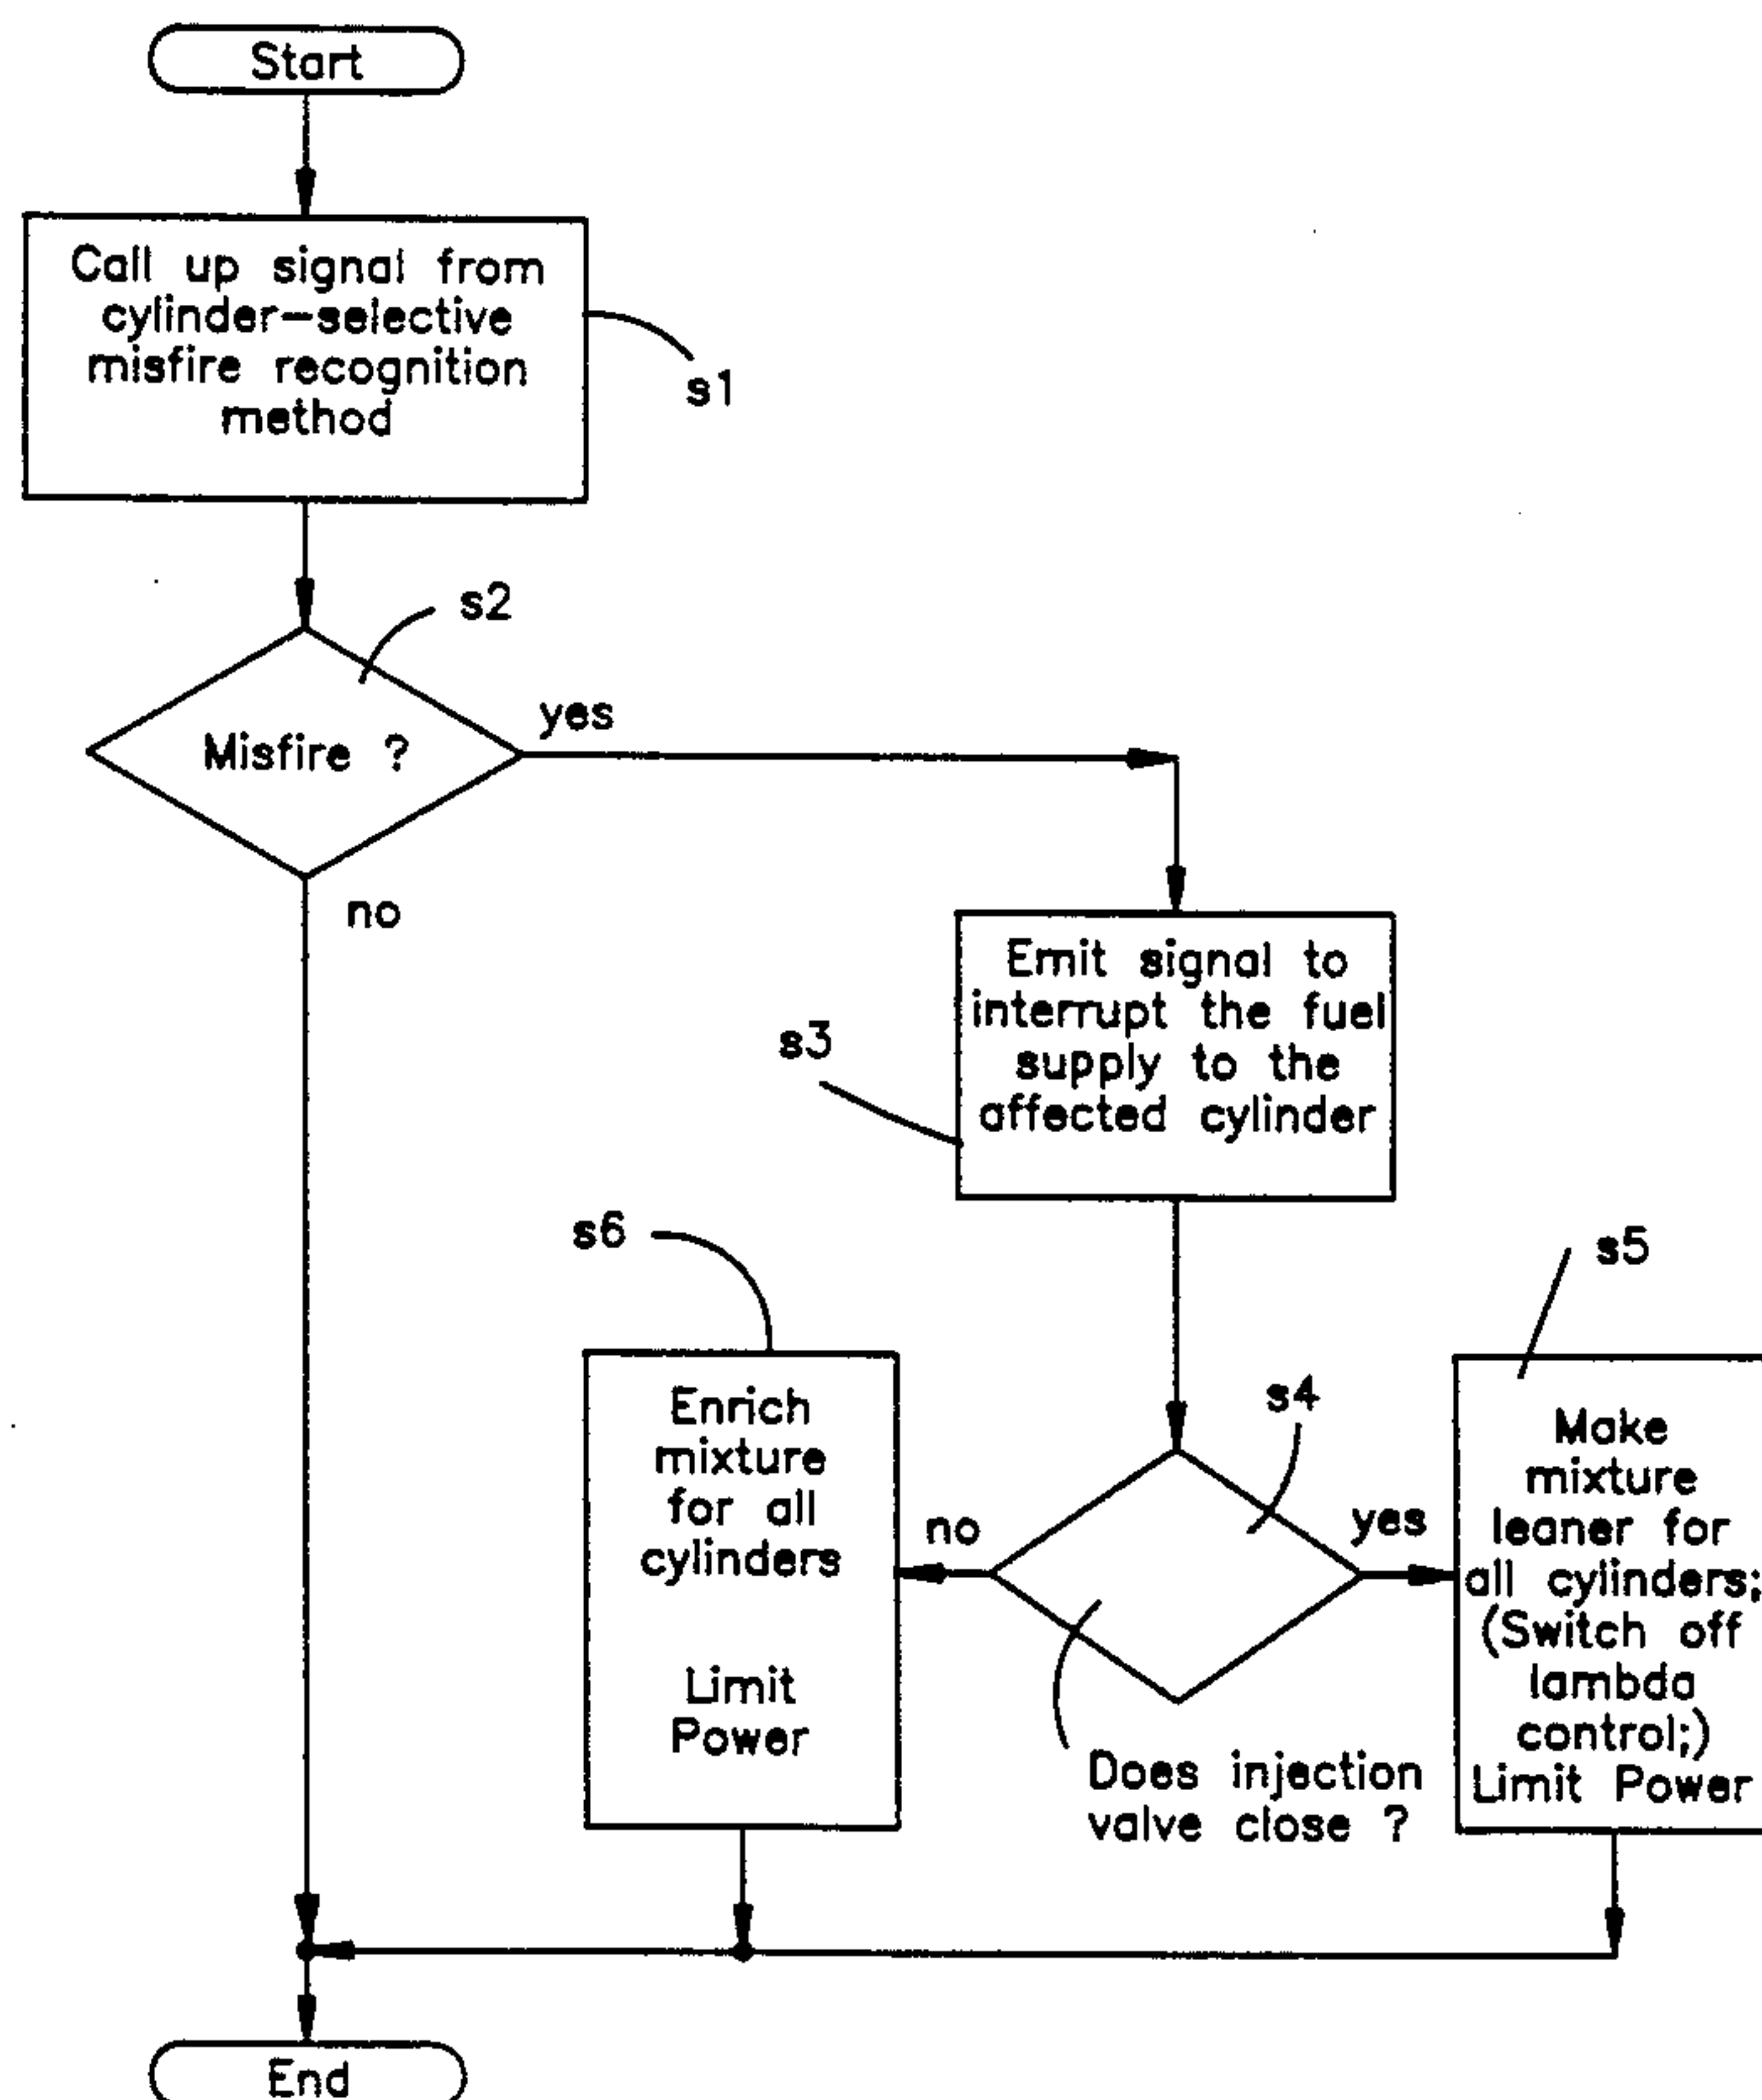 Start
Call up signal from
cylinder-selective
misfire recognition
method
s1
s2
Misfire ?
yes
no
Emit signal to
interrupt the fuel
supply to the
affected cylinder
s3
s6
s5
Enrich
mixture
for all
cylinders
Limit
Power
s4
no
yes
Does injection
valve close ?
Make
mixture
leaner for
all cylinders;
(Switch off
lambda
control;)
Limit Power
End